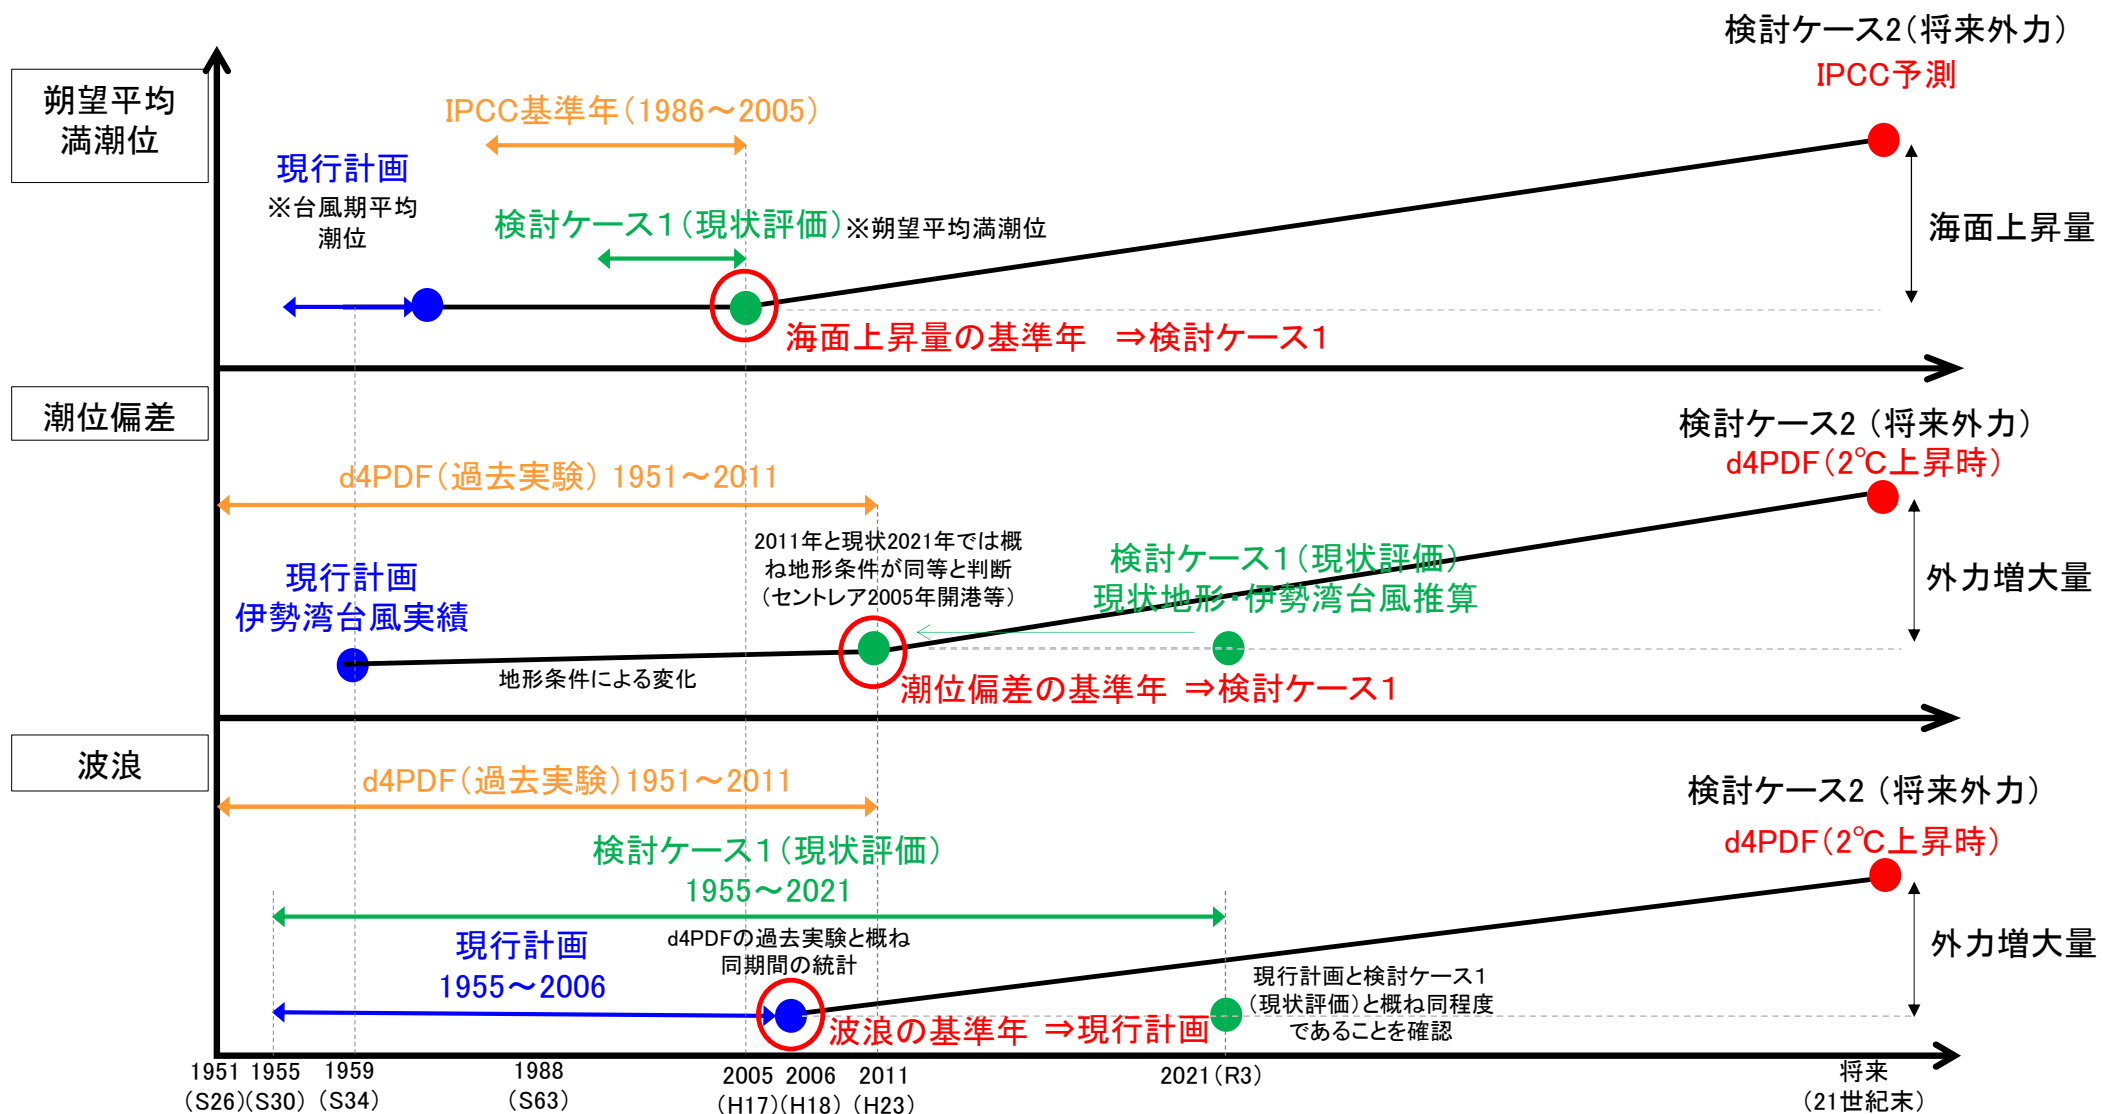 検討ケース2(将来外力)
IPCC予測
朔望平均
満潮位
IPCC基準年(1986～2005)
現行計画
※台風期平均
潮位
検討ケース1(現状評価)※朔望平均満潮位
海面上昇量
海面上昇量の基準年 ⇒検討ケース1
潮位偏差
検討ケース2 (将来外力)
d4PDF(2℃上昇時)
d4PDF(過去実験) 1951～2011
2011年と現状2021年では概
ね地形条件が同等と判断
(セントレア2005年開港等)
検討ケース1(現状評価)
現状地形・伊勢湾台風推算
現行計画
伊勢湾台風実績
外力増大量
地形条件による変化
潮位偏差の基準年 ⇒検討ケース1
波浪
d4PDF(過去実験)1951～2011
検討ケース2 (将来外力)
d4PDF(2℃上昇時)
検討ケース1(現状評価)
1955～2021
現行計画
1955～2006
d4PDFの過去実験と概ね
同期間の統計
外力増大量
現行計画と検討ケース1
(現状評価)と概ね同程度
であることを確認
波浪の基準年 ⇒現行計画
1951 1955 1959 1988 2005 2006 2011 2021(R3) 将来
(S26)(S30) (S34) (S63) (H17)(H18)(H23) (21世紀末)